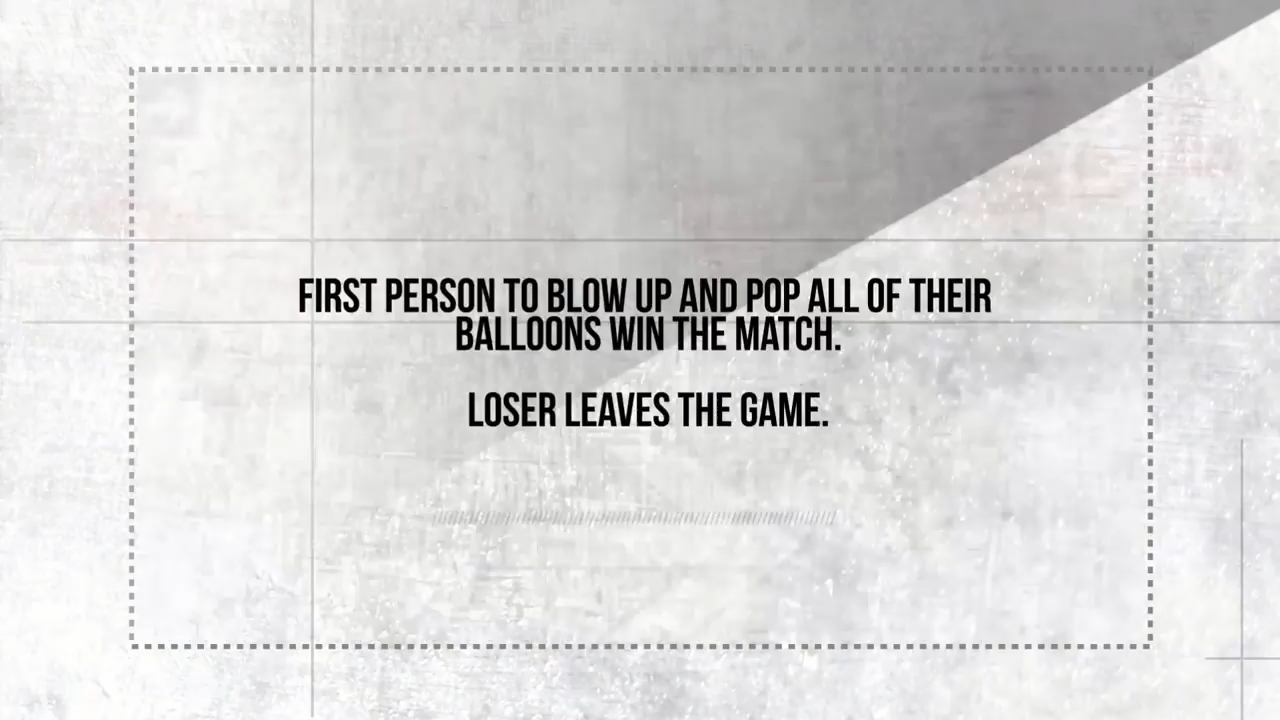 FIRST PERSON TO BLOW UP AND POP ALL OF THEIR
BALLOONS WIN THE MATCH.
LOSER LEAVES THE GAME.